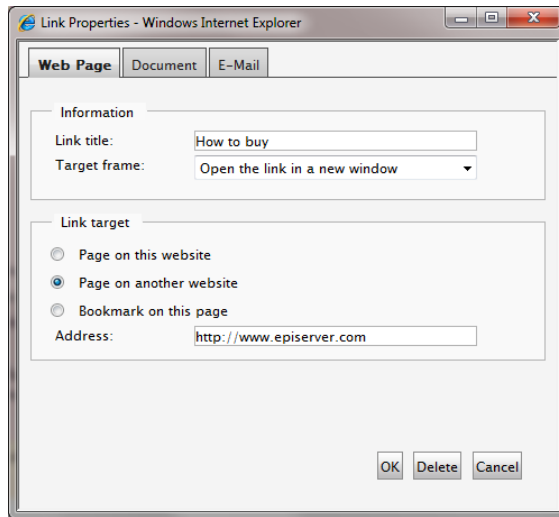 Link Properties - Windows Internet Explorer
Web Page Document E-Mail
Information
Link title: How to buy
Target frame: Open the link in a new window
Link target
Page on this website
Page on another website
Bookmark on this page
Address: http://www.episerver.com
OK Delete Cancel